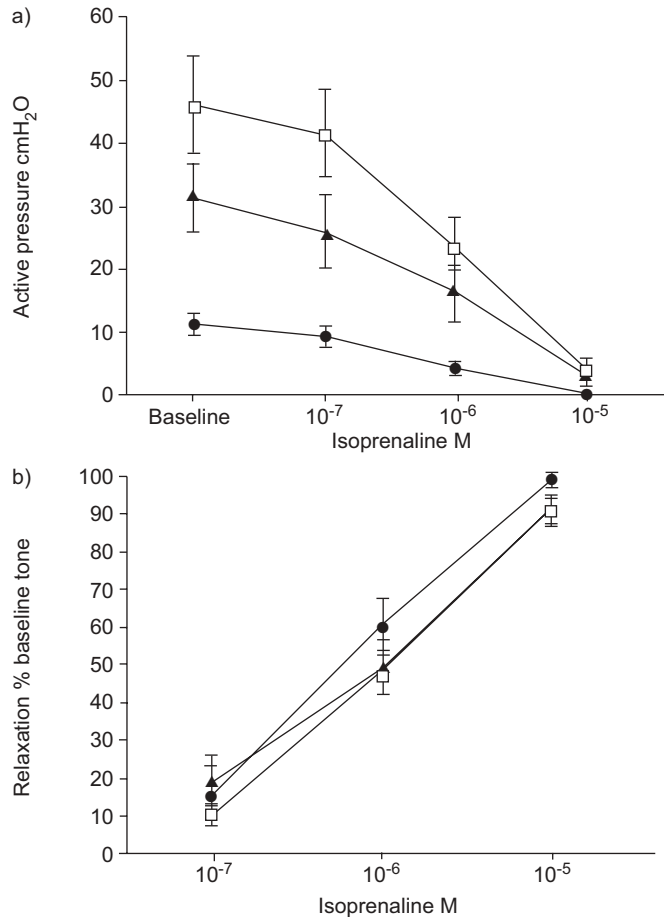 a)
60
50
40
30
20
10
0
Active pressure cmH₂O
Baseline 10⁻⁷ 10⁻⁶ 10⁻⁵
Isoprenaline M
b)
100
90
80
70
60
50
40
30
20
10
0
Relaxation % baseline tone
10⁻⁷ 10⁻⁶ 10⁻⁵
Isoprenaline M